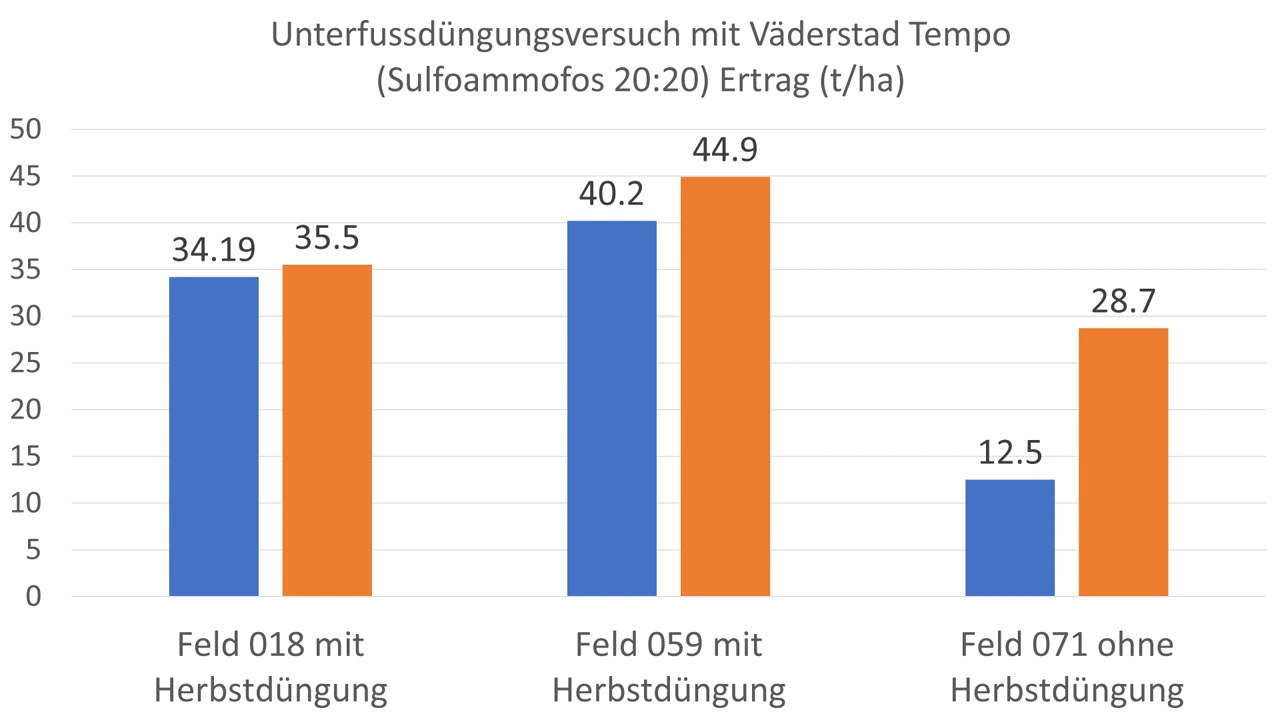 Unterfussdüngungsversuch mit Väderstad Tempo
(Sulfoammofos 20:20) Ertrag (t/ha)
50
45
40
35
30
25
20
15
10
5
0
34.19
35.5
40.2
44.9
12.5
28.7
Feld 018 mit
Herbstdüngung
Feld 059 mit
Herbstdüngung
Feld 071 ohne
Herbstdüngung